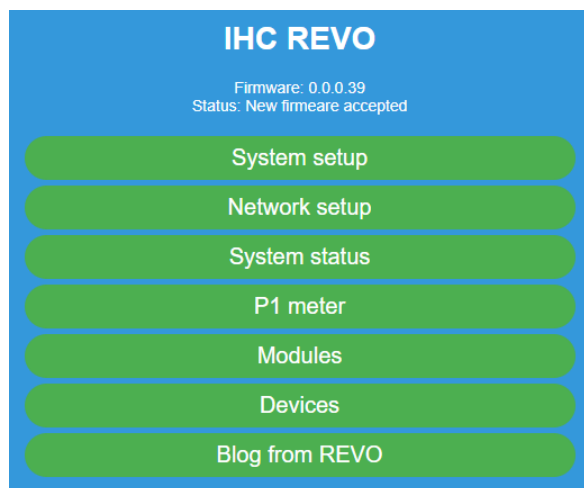 IHC REVO
Firmware: 0.0.0.39
Status: New firmeare accepted
System setup
Network setup
System status
P1 meter
Modules
Devices
Blog from REVO